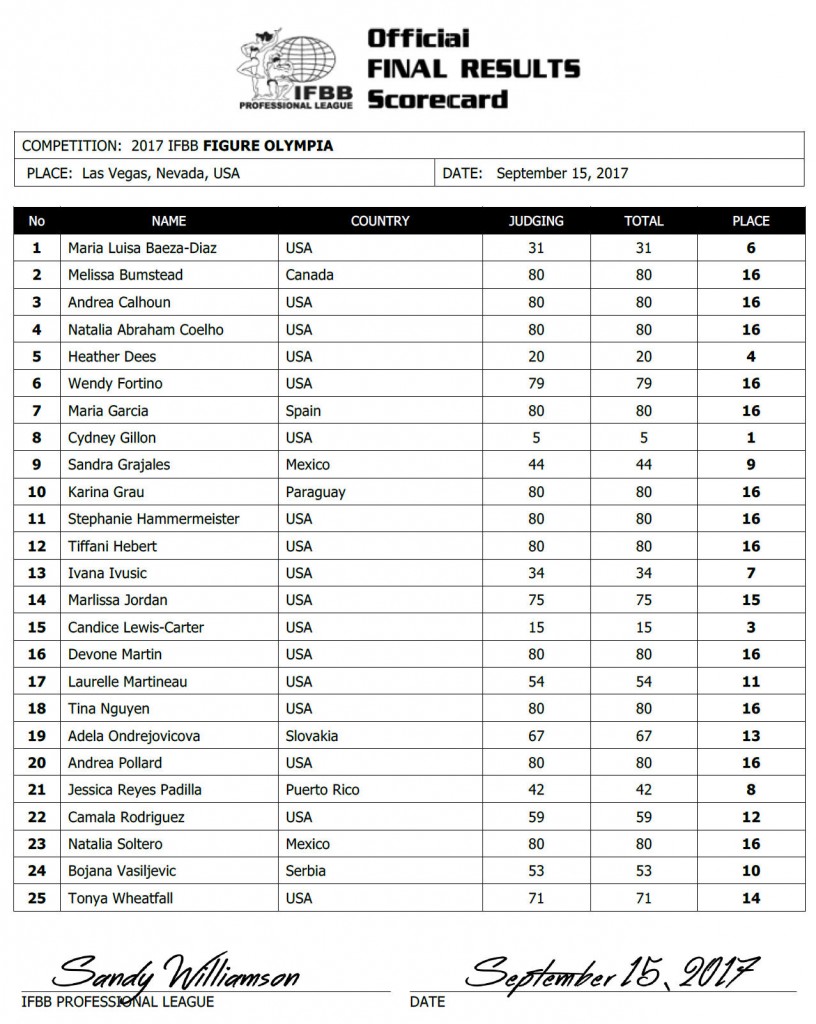 IFBB
PROFESSIONAL LEAGUE
Official
FINAL RESULTS
Scorecard
COMPETITION: 2017 IFBB FIGURE OLYMPIA
PLACE: Las Vegas, Nevada, USA DATE: September 15, 2017
No NAME COUNTRY JUDGING TOTAL PLACE
1 Maria Luisa Baeza-Diaz USA 31 31 6
2 Melissa Bumstead Canada 80 80 16
3 Andrea Calhoun USA 80 80 16
4 Natalia Abraham Coelho USA 80 80 16
5 Heather Dees USA 20 20 4
6 Wendy Fortino USA 79 79 16
7 Maria Garcia Spain 80 80 16
8 Cydney Gillon USA 5 5 1
9 Sandra Grajales Mexico 44 44 9
10 Karina Grau Paraguay 80 80 16
11 Stephanie Hammermeister USA 80 80 16
12 Tiffani Hebert USA 80 80 16
13 Ivana Ivusic USA 34 34 7
14 Marlissa Jordan USA 75 75 15
15 Candice Lewis-Carter USA 15 15 3
16 Devone Martin USA 80 80 16
17 Laurelle Martineau USA 54 54 11
18 Tina Nguyen USA 80 80 16
19 Adela Ondrejovicova Slovakia 67 67 13
20 Andrea Pollard USA 80 80 16
21 Jessica Reyes Padilla Puerto Rico 42 42 8
22 Camala Rodriguez USA 59 59 12
23 Natalia Soltero Mexico 80 80 16
24 Bojana Vasiljevic Serbia 53 53 10
25 Tonya Wheatfall USA 71 71 14
Sandy Williamson September 15, 2017
IFBB PROFESSIONAL LEAGUE DATE